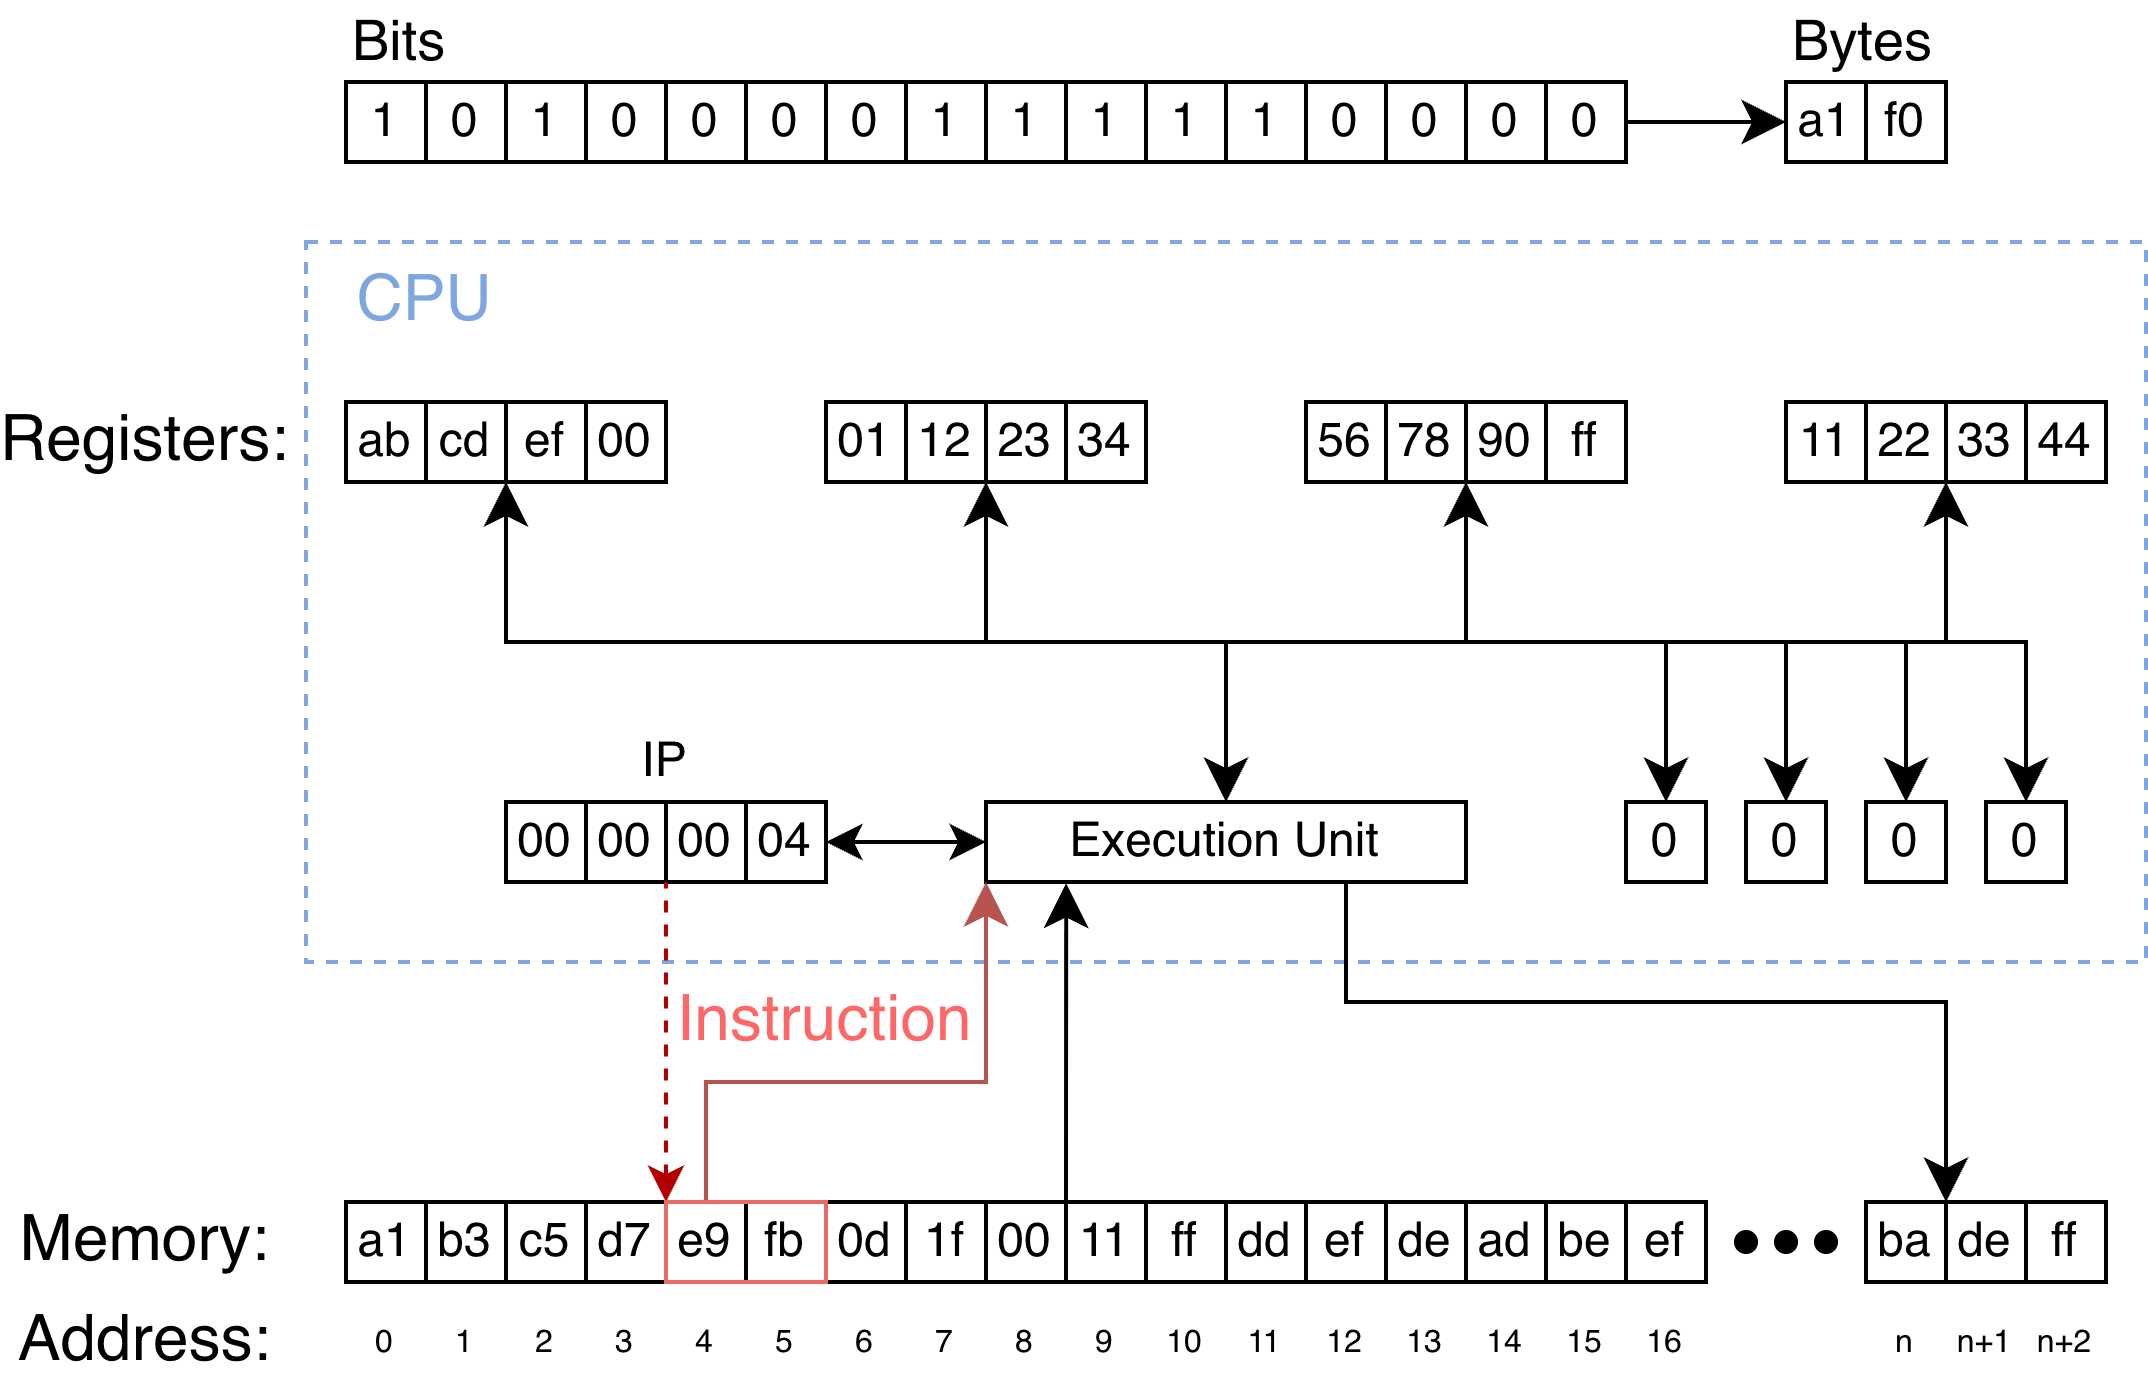 Bits Bytes
1 0 1 0 0 0 0 1 1 1 1 1 0 0 0 0 a1 f0
CPU
Registers: ab cd ef 00 01 12 23 34 56 78 90 ff 11 22 33 44
IP
00 00 00 04 Execution Unit 0 0 0 0
Instruction
Memory: a1 b3 c5 d7 e9 fb 0d 1f 00 11 ff dd ef de ad be ef ba de ff
Address: 0 1 2 3 4 5 6 7 8 9 10 11 12 13 14 15 16 n n+1 n+2